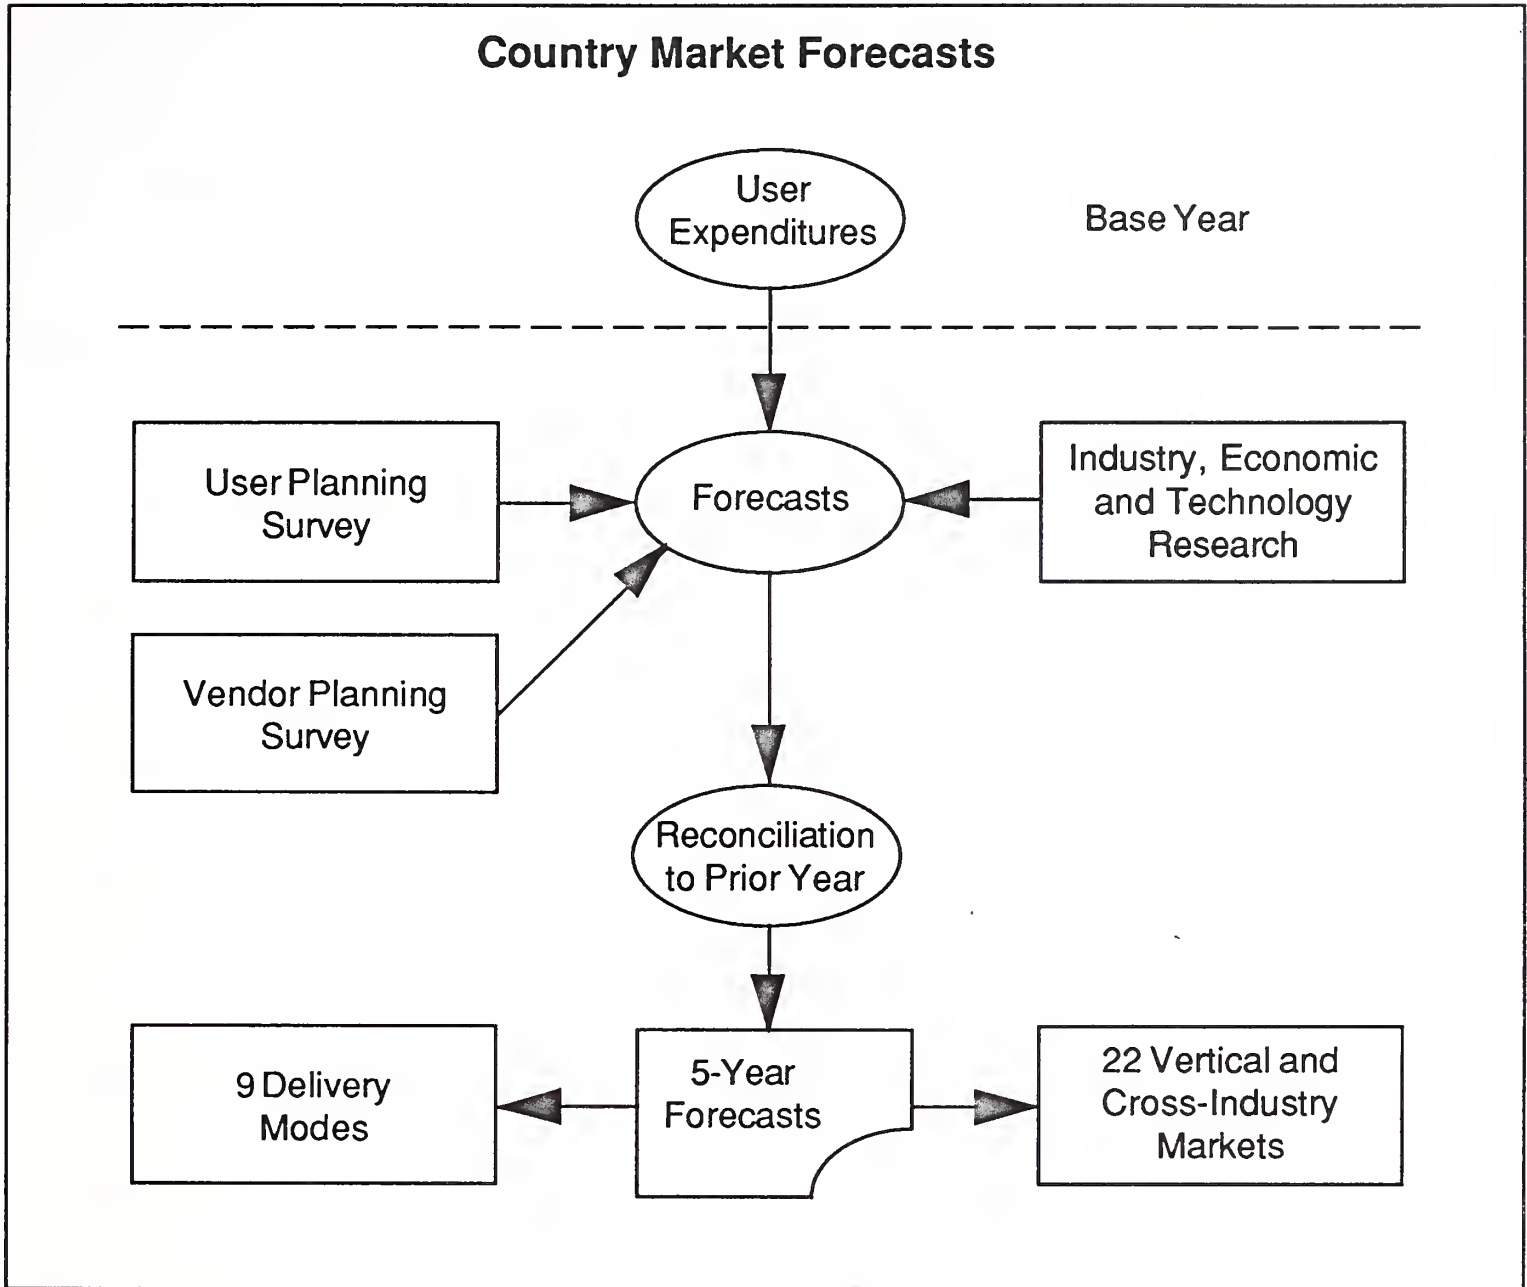 Country Market Forecasts
User
Expenditures
Base Year
User Planning
Survey
Forecasts
Industry, Economic
and Technology
Research
Vendor Planning
Survey
Reconciliation
to Prior Year
9 Delivery
Modes
5-Year
Forecasts
22 Vertical and
Cross-Industry
Markets